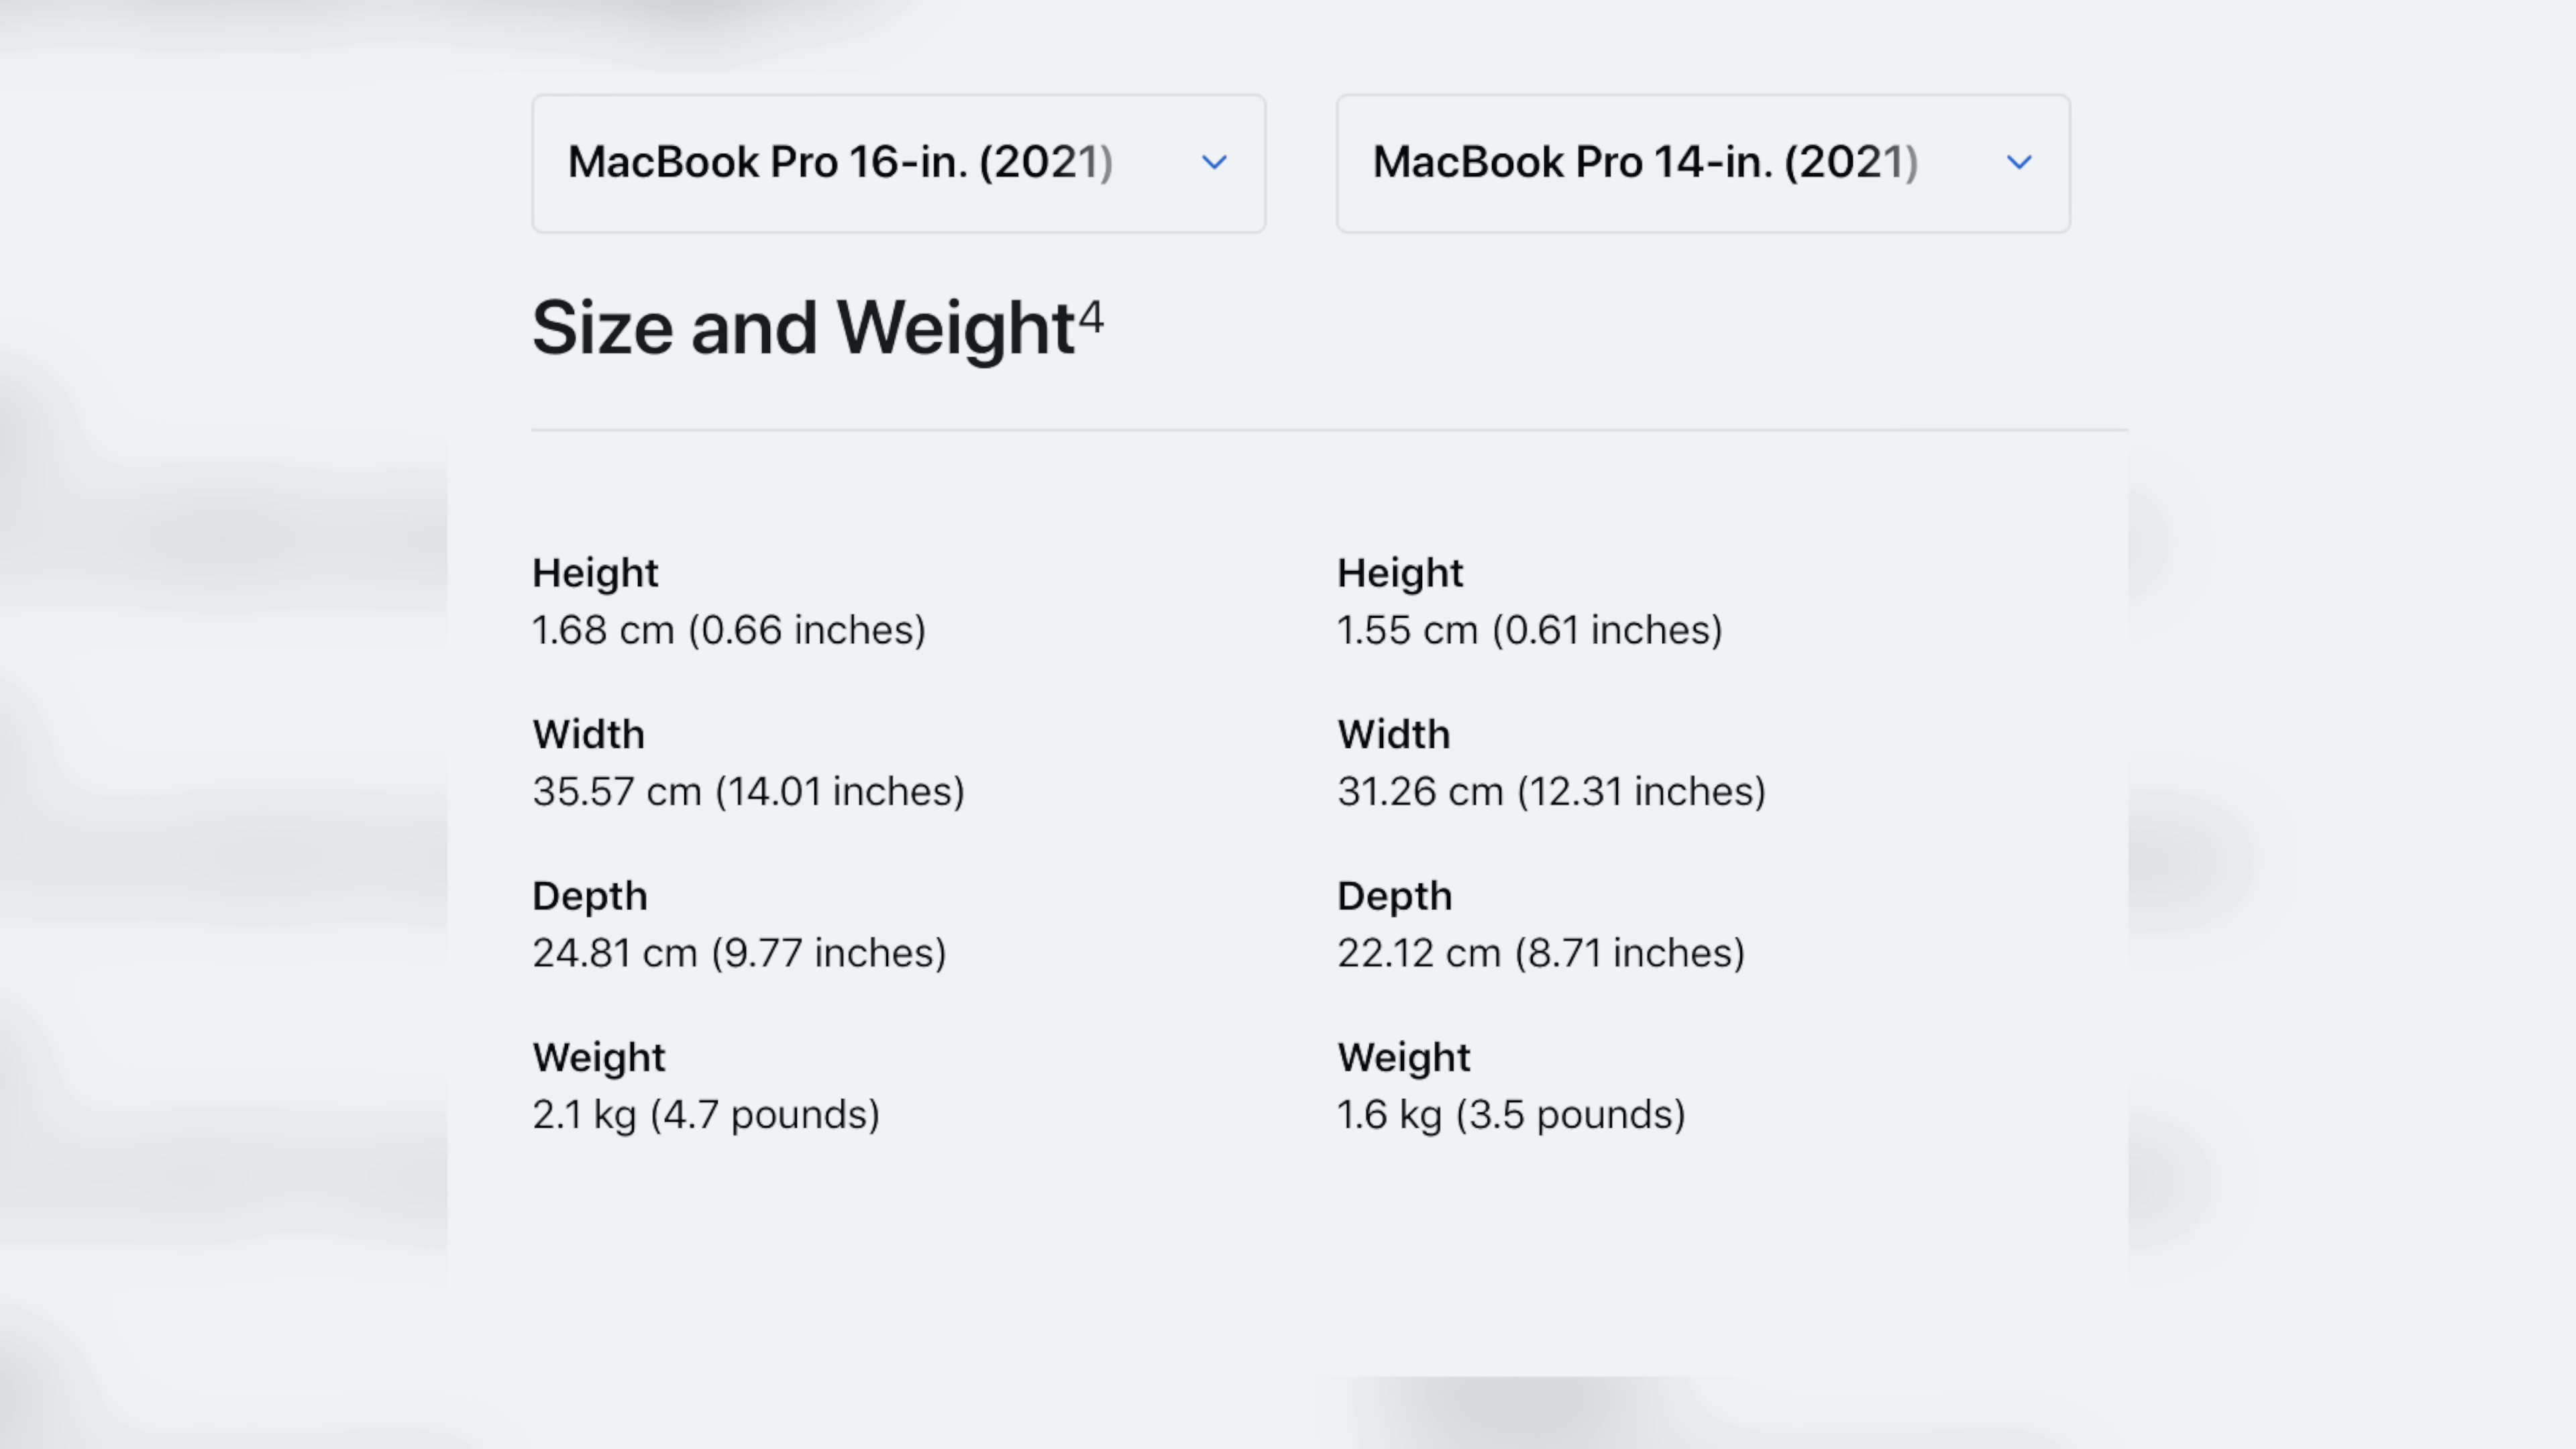 MacBook Pro 16-in. (2021)
MacBook Pro 14-in. (2021)
Size and Weight4
Height
1.68 cm (0.66 inches)
Width
35.57 cm (14.01 inches)
Depth
24.81 cm (9.77 inches)
Weight
2.1 kg (4.7 pounds)
Height
1.55 cm (0.61 inches)
Width
31.26 cm (12.31 inches)
Depth
22.12 cm (8.71 inches)
Weight
1.6 kg (3.5 pounds)